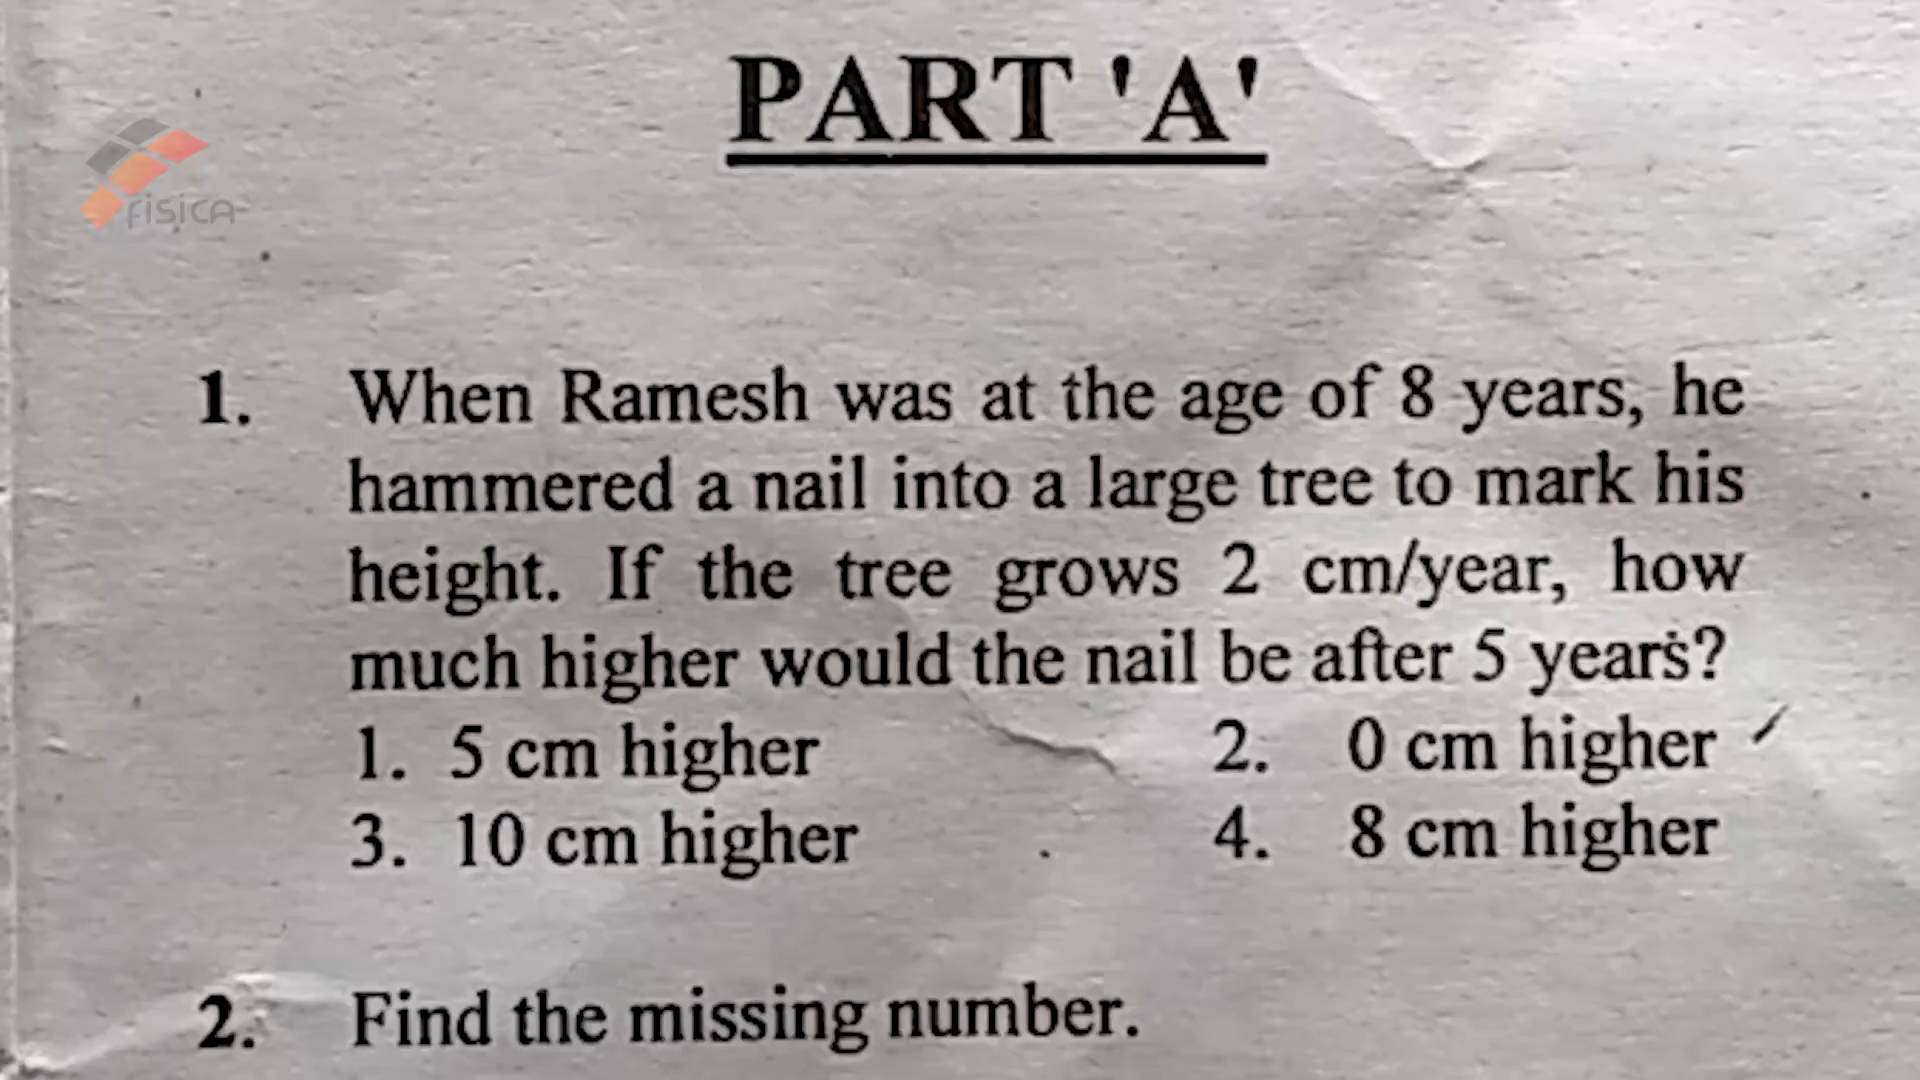 PART 'A'
FİSİCA
1. When Ramesh was at the age of 8 years, he
hammered a nail into a large tree to mark his
height. If the tree grows 2 cm/year, how
much higher would the nail be after 5 years?
1. 5 cm higher 2. 0 cm higher
3. 10 cm higher 4. 8 cm higher
2. Find the missing number.